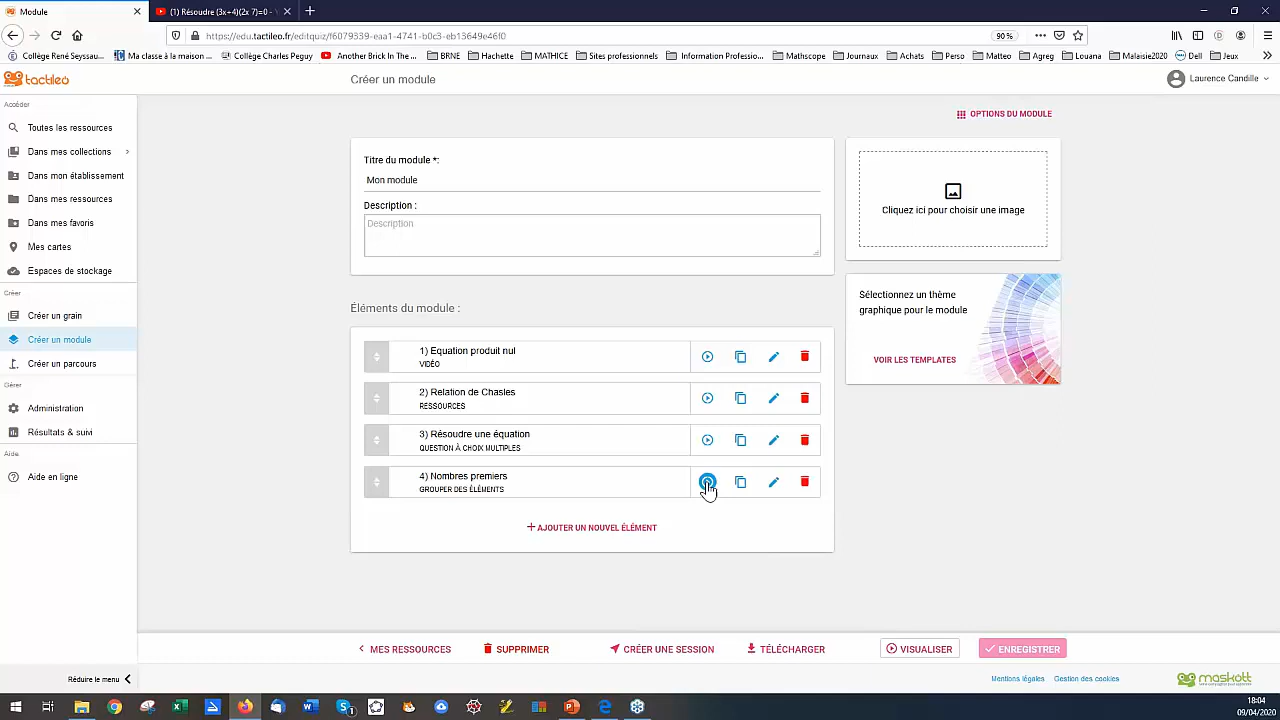 Module
(1) Résoudre (3x+4)(2x 7)=0 -
https://edu.tactileo.fr/editquiz/f6079339-eaa1-4741-b0c3-eb13649e46f0
90 %
Collège René Seyssau...
Ma classe à la maison ...
Collège Charles Péguy
Another Brick In The ...
BRNE
Hachette
MATHICE
Sites professionels
Information Professio...
Mathscope
Journaux
Achats
Perso
Matteo
Agreg
Louana
Malaisie2020
Dell
Jeux
tactileo
Créer un module
Laurence Candille
Accéder
Toutes les ressources
Dans mes collections
Dans mon établissement
Dans mes ressources
Dans mes favoris
Mes cartes
Espaces de stockage
Créer
Créer un grain
Créer un module
Créer un parcours
Gérer
Administration
Résultats & suivi
Aide
Aide en ligne
Réduire le menu
OPTIONS DU MODULE
Titre du module *:
Mon module
Description :
Description
Cliquez ici pour choisir une image
Sélectionnez un thème
graphique pour le module
VOIR LES TEMPLATES
Éléments du module :
1) Equation produit nul
VIDÉO
2) Relation de Chasles
RESSOURCES
3) Résoudre une équation
QUESTION À CHOIX MULTIPLES
4) Nombres premiers
GROUPER DES ÉLÉMENTS
+ AJOUTER UN NOUVEL ÉLÉMENT
MES RESSOURCES
SUPPRIMER
CRÉER UNE SESSION
TÉLÉCHARGER
VISUALISER
ENREGISTRER
Mentions légales
Gestion des cookies
maskott
18:04
09/04/2020